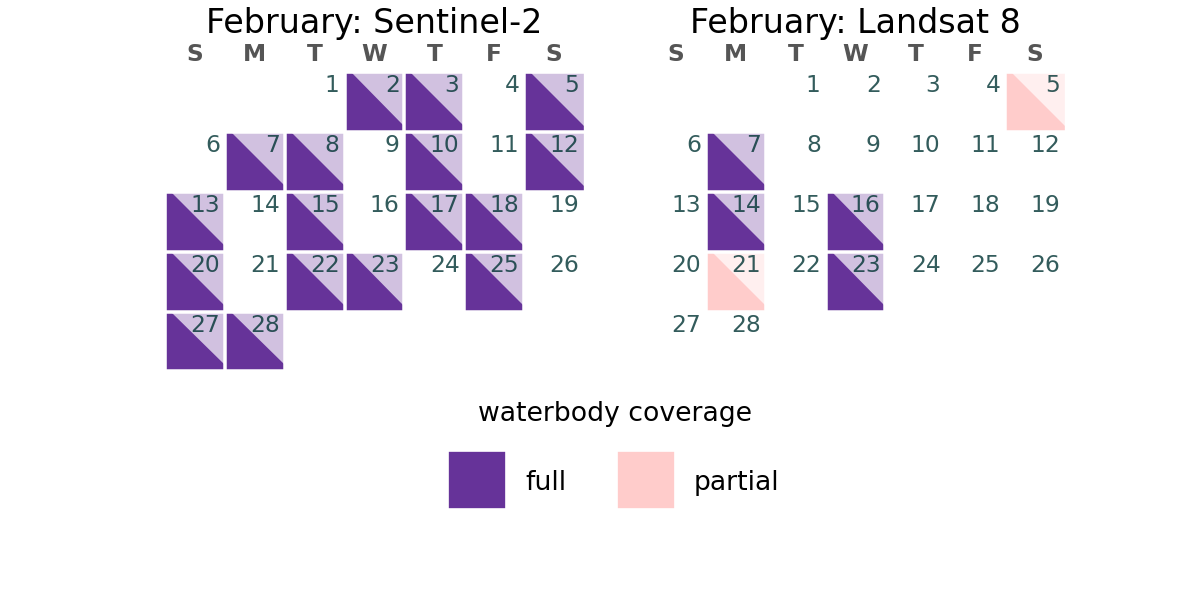 February: Sentinel-2
S M T W T F S
1 2 3 4 5
6 7 8 9 10 11 12
13 14 15 16 17 18 19
20 21 22 23 24 25 26
27 28
February: Landsat 8
S M T W T F S
1 2 3 4 5
6 7 8 9 10 11 12
13 14 15 16 17 18 19
20 21 22 23 24 25 26
27 28
waterbody coverage
full partial